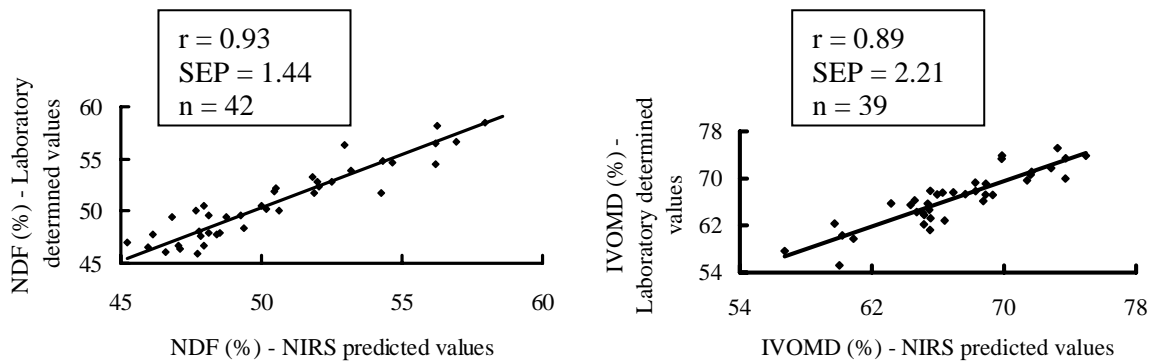 r = 0.93
SEP = 1.44
n = 42
NDF (%) - Laboratory
determned values
60
55
50
45
45 50 55 60
NDF (%) - NIRS predicted values
r = 0.89
SEP = 2.21
n = 39
IVOMD (%) -
Laboratory determined
values
78
70
62
54
54 62 70 78
IVOMD (%) - NIRS predicted values